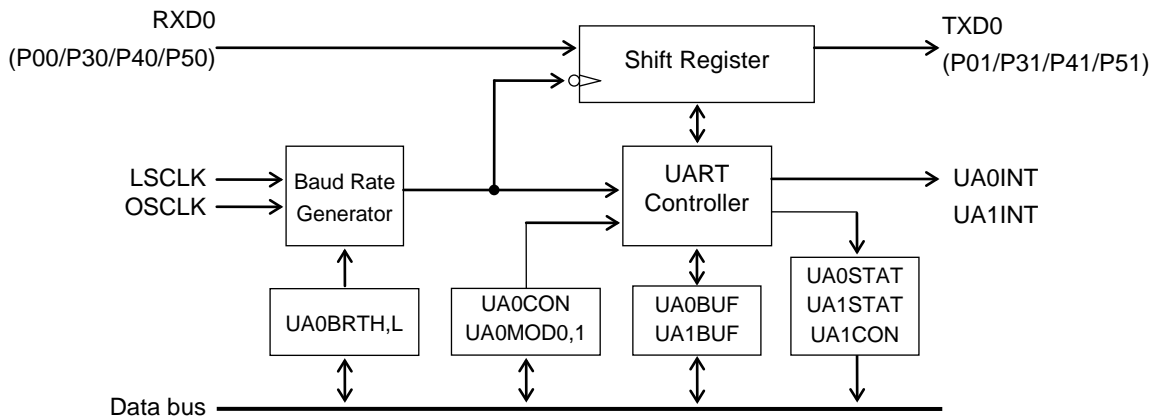 RXD0
(P00/P30/P40/P50)
Shift Register
TXD0
(P01/P31/P41/P51)
LSCLK
OSCLK
Baud Rate
Generator
UART
Controller
UA0INT
UA1INT
UA0BRTH,L
UA0CON
UA0MOD0,1
UA0BUF
UA1BUF
UA0STAT
UA1STAT
UA1CON
Data bus